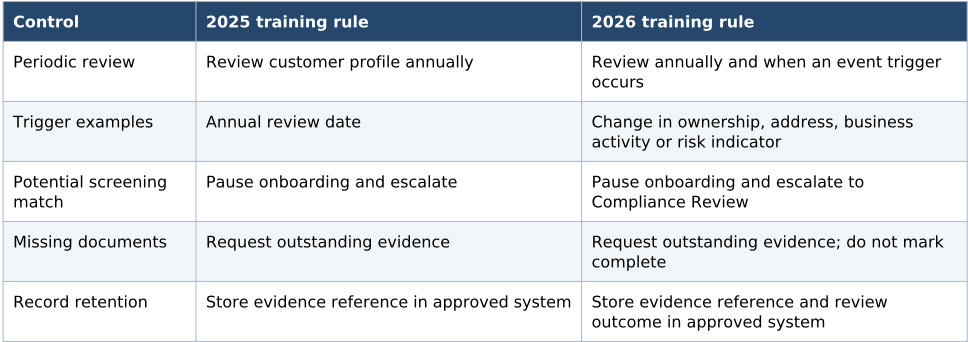 Control 2025 training rule 2026 training rule
Periodic review Review customer profile annually Review annually and when an event trigger
occurs
Trigger examples Annual review date Change in ownership, address, business
activity or risk indicator
Potential screening Pause onboarding and escalate Pause onboarding and escalate to
match Compliance Review
Missing documents Request outstanding evidence Request outstanding evidence; do not mark
complete
Record retention Store evidence reference in approved system Store evidence reference and review
outcome in approved system